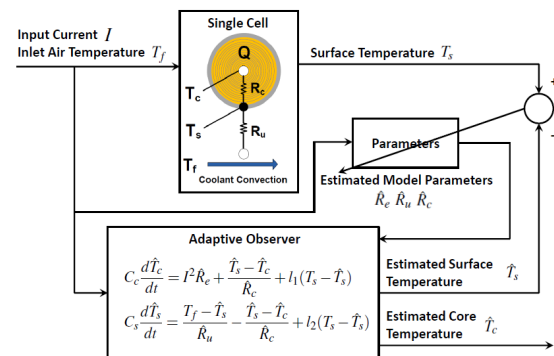 Input Current I
Inlet Air Temperature T_f
Single Cell
Q
T_c
R_c
T_s
R_u
T_f
Coolant Convection
Surface Temperature T_s
+
−
Parameters
Estimated Model Parameters
R̂_e R̂_u R̂_c
Adaptive Observer
C_c dT̂_c/dt = I²R̂_e + (T̂_s − T̂_c)/R̂_c + l_1(T_s − T̂_s)
C_s dT̂_s/dt = (T_f − T̂_s)/R̂_u − (T̂_s − T̂_c)/R̂_c + l_2(T_s − T̂_s)
Estimated Surface
Temperature T̂_s
Estimated Core
Temperature T̂_c